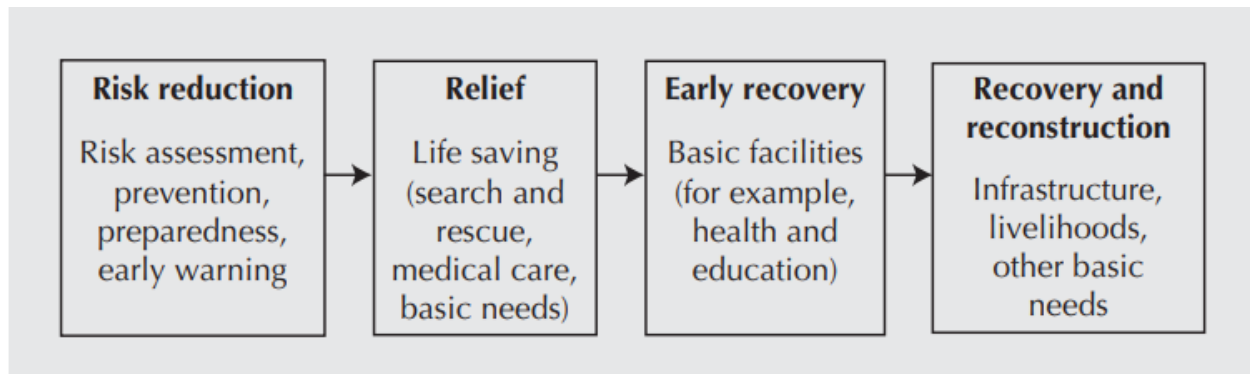 Risk reduction
Risk assessment,
prevention,
preparedness,
early warning
Relief
Life saving
(search and
rescue,
medical care,
basic needs)
Early recovery
Basic facilities
(for example,
health and
education)
Recovery and
reconstruction
Infrastructure,
livelihoods,
other basic
needs